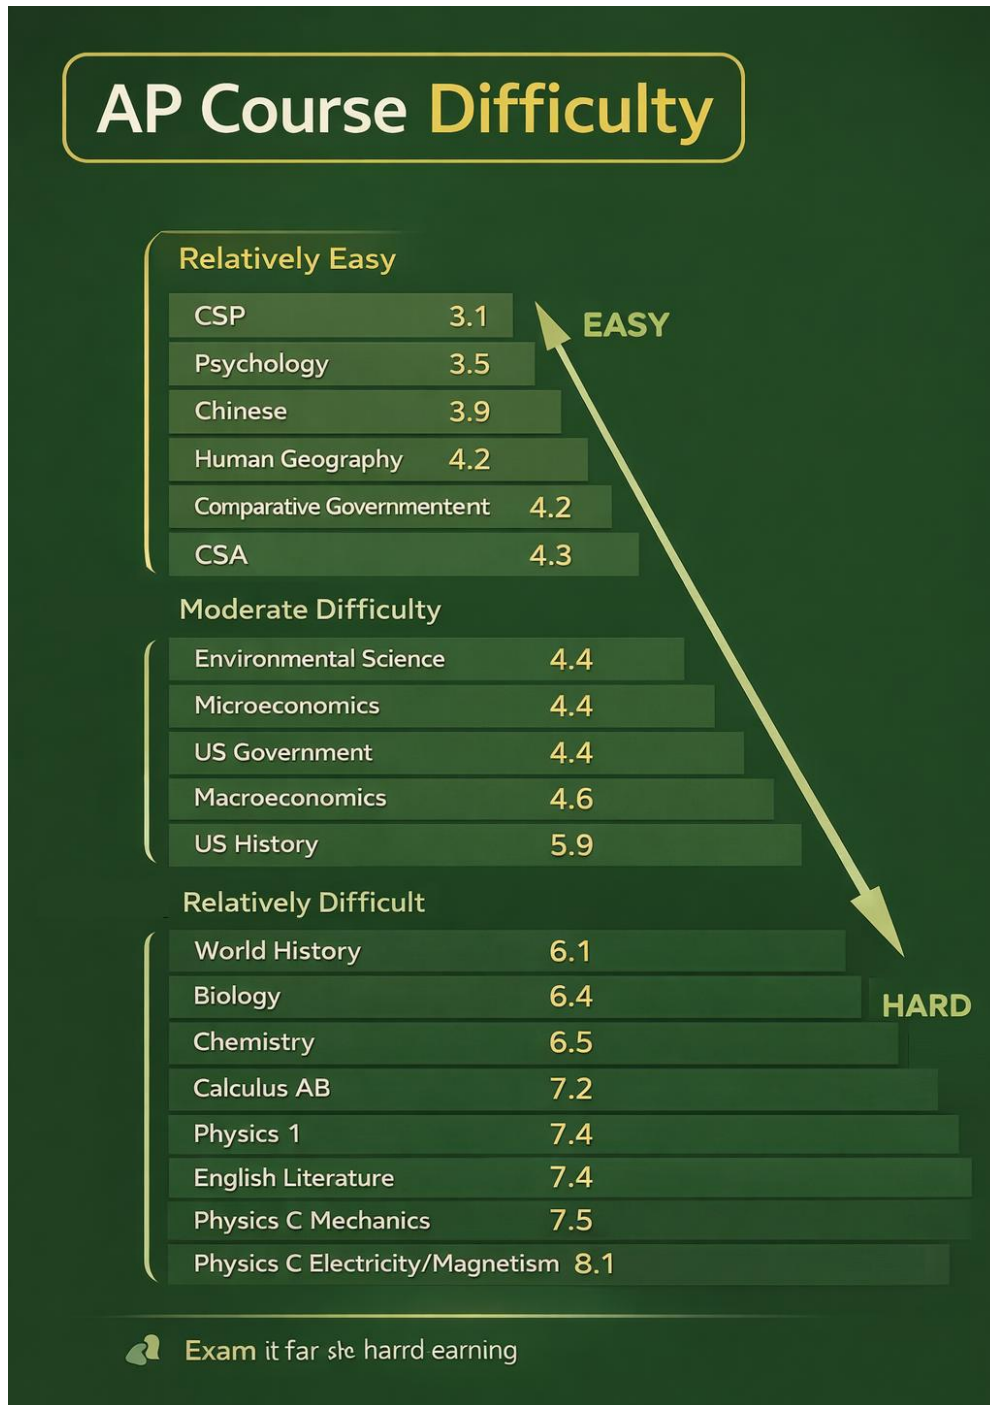 AP Course Difficulty
Relatively Easy
CSP 3.1
EASY
Psychology 3.5
Chinese 3.9
Human Geography 4.2
Comparative Governmentent 4.2
CSA 4.3
Moderate Difficulty
Environmental Science 4.4
Microeconomics 4.4
US Government 4.4
Macroeconomics 4.6
US History 5.9
Relatively Difficult
World History 6.1
Biology 6.4
HARD
Chemistry 6.5
Calculus AB 7.2
Physics 1 7.4
English Literature 7.4
Physics C Mechanics 7.5
Physics C Electricity/Magnetism 8.1
Exam it far harrd earning